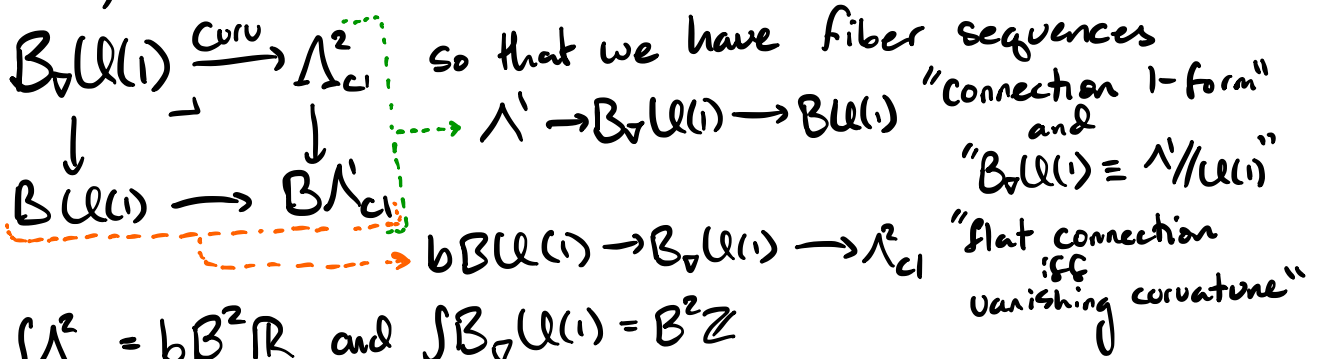 B∇U(1) —curv→ Λ²cl so that we have fiber sequences
Λ¹ → B∇U(1) → BU(1) "connection 1-form"
and
"B∇U(1) ≡ Λ¹//U(1)"
BU(1) → BΛ¹cl
♭BU(1) → B∇U(1) → Λ²cl "flat connection
iff
vanishing curvature"
∫Λ²cl = ♭B²ℝ and ∫B∇U(1) = B²ℤ